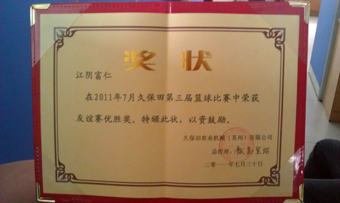 奖状
江阴富仁
在2011年7月久保田第三届篮球比赛中荣获
友谊赛优胜奖。特颁此状，以资鼓励。
久保田农业机械（苏州）有限公司
总经理：
二零一一年七月三十日